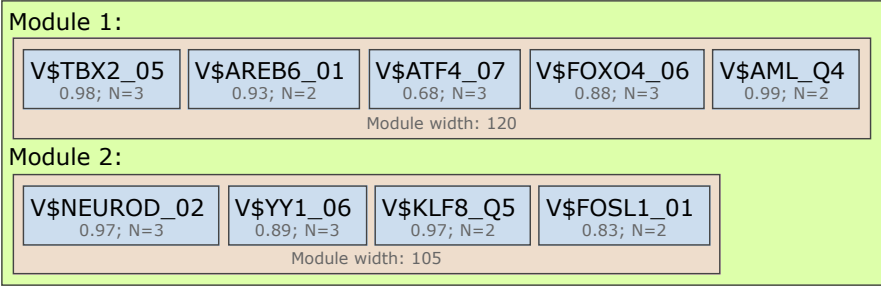 Module 1:
V$TBX2_05 V$AREB6_01 V$ATF4_07 V$FOXO4_06 V$AML_Q4
0.98; N=3 0.93; N=2 0.68; N=3 0.88; N=3 0.99; N=2
Module width: 120
Module 2:
V$NEUROD_02 V$YY1_06 V$KLF8_Q5 V$FOSL1_01
0.97; N=3 0.89; N=3 0.97; N=2 0.83; N=2
Module width: 105